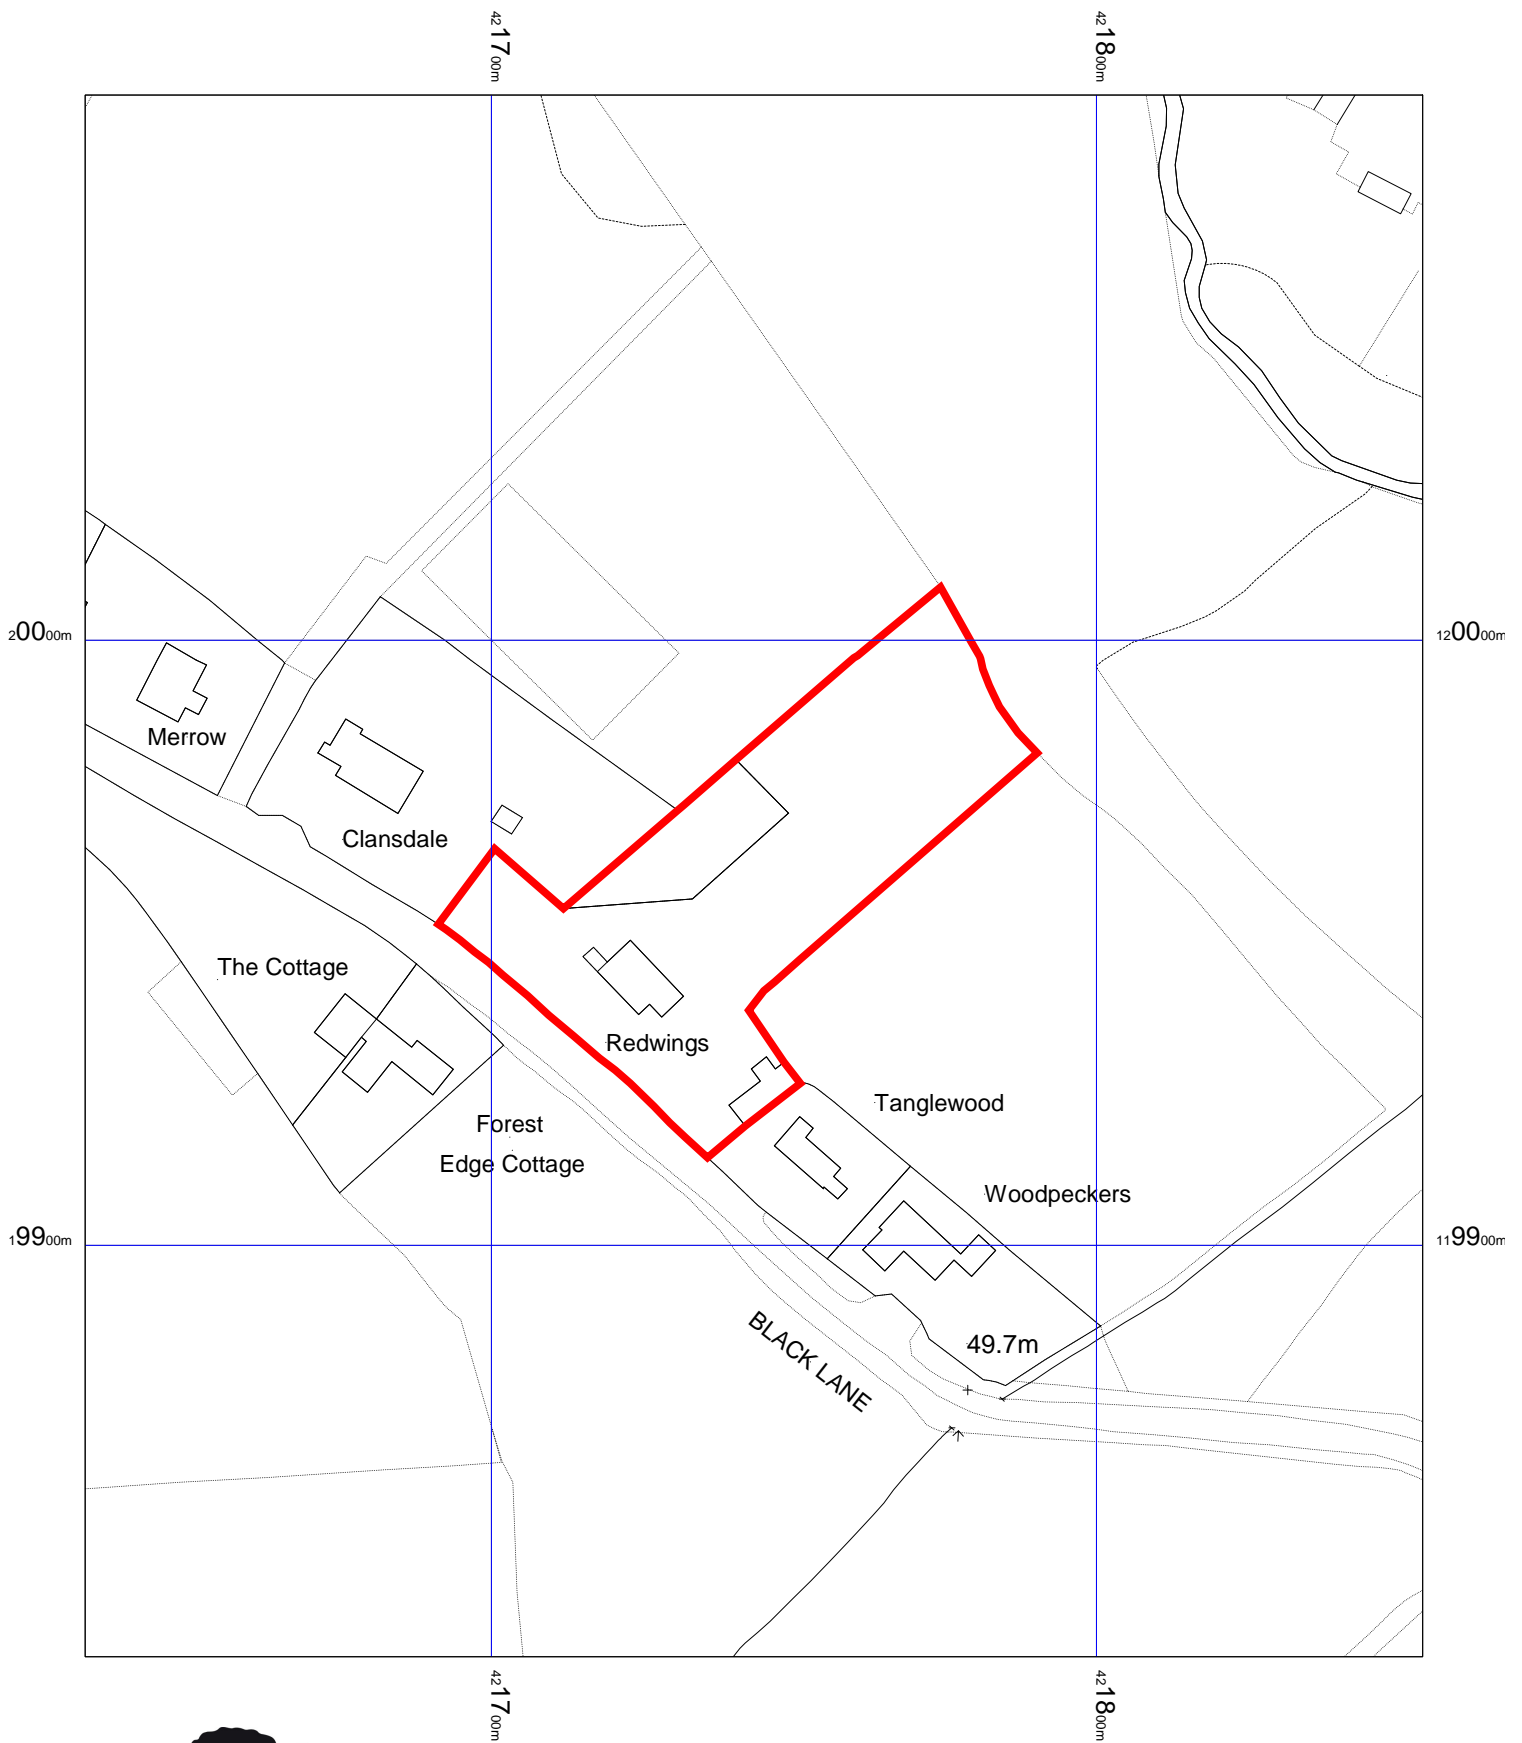 4217 00m
4218 00m
200 00m
1200 00m
Merrow
Clansdale
The Cottage
Redwings
Forest
Edge Cottage
Tanglewood
Woodpeckers
199 00m
1199 00m
BLACK LANE
49.7m
4217 00m
4218 00m